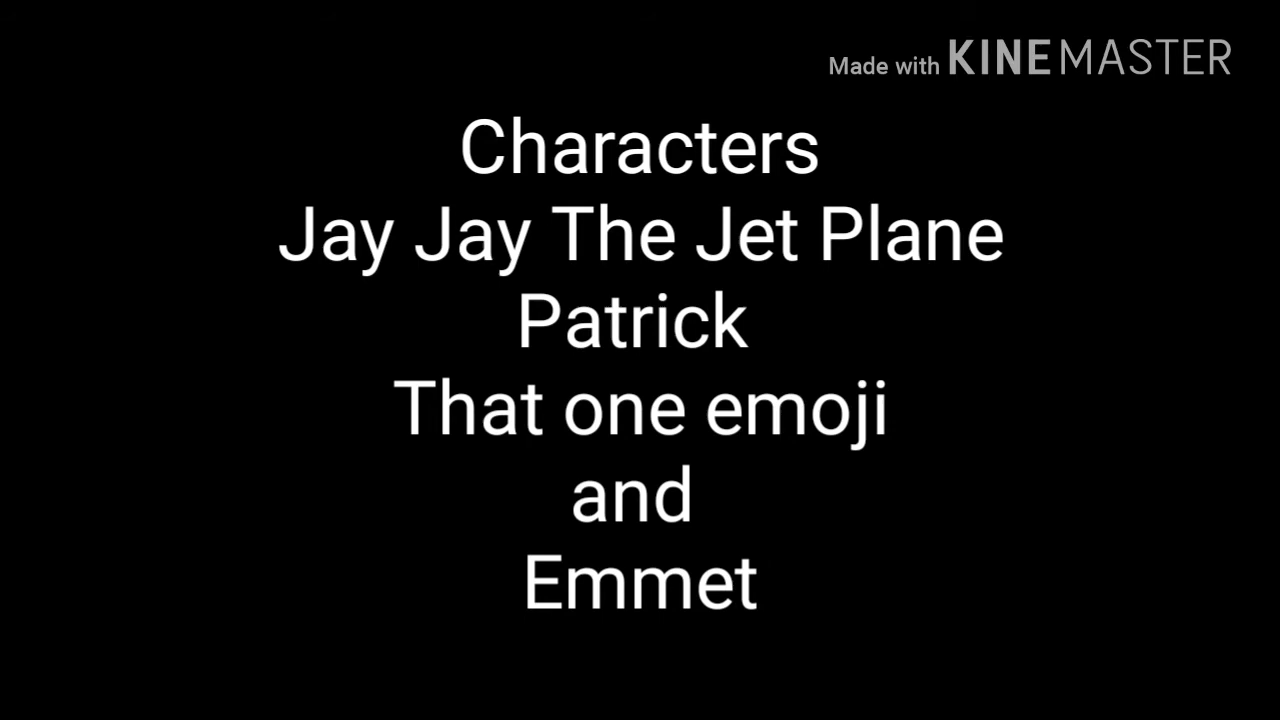 Made with KINEMASTER
Characters
Jay Jay The Jet Plane
Patrick
That one emoji
and
Emmet